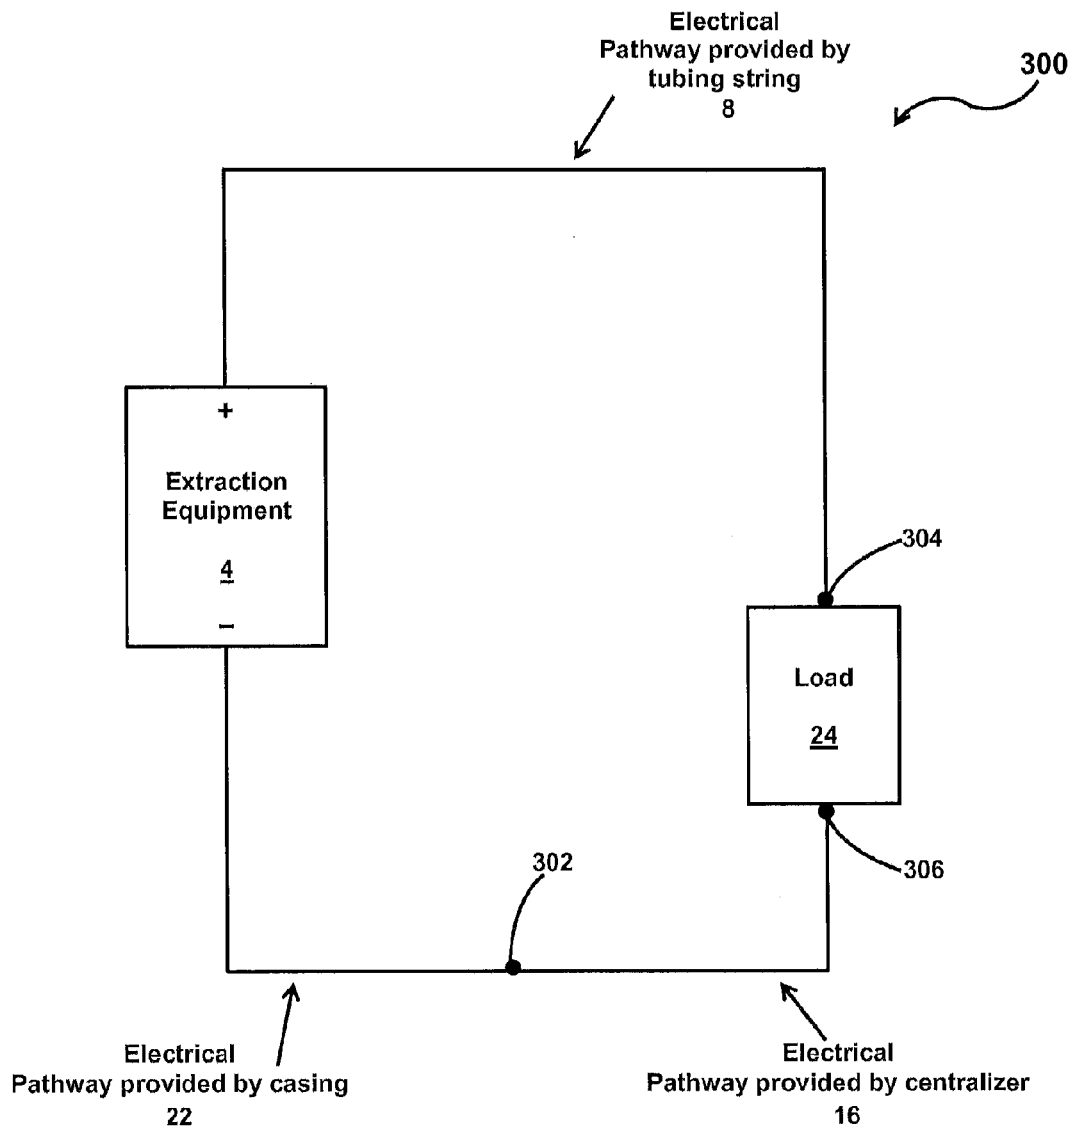 Electrical
Pathway provided by
tubing string
8
300
+
Extraction
Equipment
4
–
304
Load
24
306
302
Electrical
Pathway provided by casing
22
Electrical
Pathway provided by centralizer
16